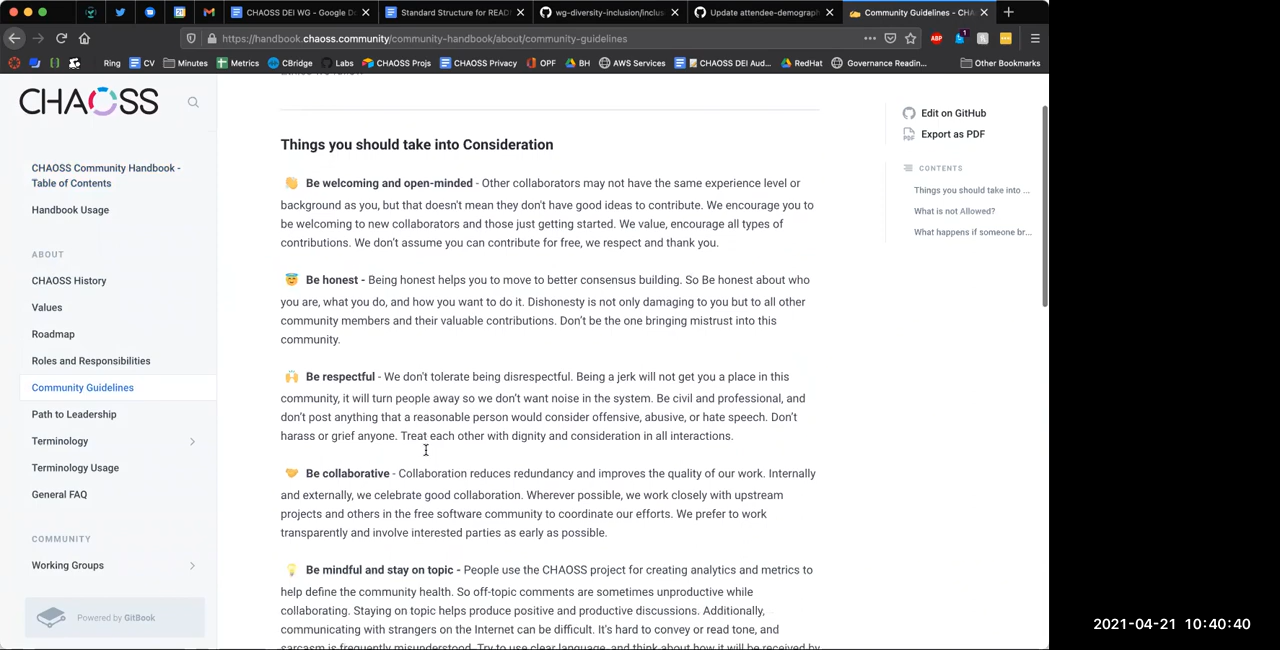 CHAOSS DEI WG - Google D
Standard Structure for READ
wg-diversity-inclusion/inclus
Update attendee-demograph
Community Guidelines - CHA
https://handbook.chaoss.community/community-handbook/about/community-guidelines
Ring
CV
Minutes
Metrics
CBridge
Labs
CHAOSS Projs
CHAOSS Privacy
OPF
BH
AWS Services
CHAOSS DEI Aud...
RedHat
Governance Readin...
Other Bookmarks
CHAOSS
CHAOSS Community Handbook -
Table of Contents
Handbook Usage
ABOUT
CHAOSS History
Values
Roadmap
Roles and Responsibilities
Community Guidelines
Path to Leadership
Terminology
Terminology Usage
General FAQ
COMMUNITY
Working Groups
Powered by GitBook
Things you should take into Consideration
👋 Be welcoming and open-minded - Other collaborators may not have the same experience level or
background as you, but that doesn't mean they don't have good ideas to contribute. We encourage you to
be welcoming to new collaborators and those just getting started. We value, encourage all types of
contributions. We don't assume you can contribute for free, we respect and thank you.
😇 Be honest - Being honest helps you to move to better consensus building. So Be honest about who
you are, what you do, and how you want to do it. Dishonesty is not only damaging to you but to all other
community members and their valuable contributions. Don't be the one bringing mistrust into this
community.
🙌 Be respectful - We don't tolerate being disrespectful. Being a jerk will not get you a place in this
community, it will turn people away so we don't want noise in the system. Be civil and professional, and
don't post anything that a reasonable person would consider offensive, abusive, or hate speech. Don't
harass or grief anyone. Treat each other with dignity and consideration in all interactions.
🤝 Be collaborative - Collaboration reduces redundancy and improves the quality of our work. Internally
and externally, we celebrate good collaboration. Wherever possible, we work closely with upstream
projects and others in the free software community to coordinate our efforts. We prefer to work
transparently and involve interested parties as early as possible.
💡 Be mindful and stay on topic - People use the CHAOSS project for creating analytics and metrics to
help define the community health. So off-topic comments are sometimes unproductive while
collaborating. Staying on topic helps produce positive and productive discussions. Additionally,
communicating with strangers on the Internet can be difficult. It's hard to convey or read tone, and
sarcasm is frequently misunderstood. Try to use clear language, and think about how it will be received by
Edit on GitHub
Export as PDF
CONTENTS
Things you should take into ...
What is not Allowed?
What happens if someone br...
2021-04-21 10:40:40